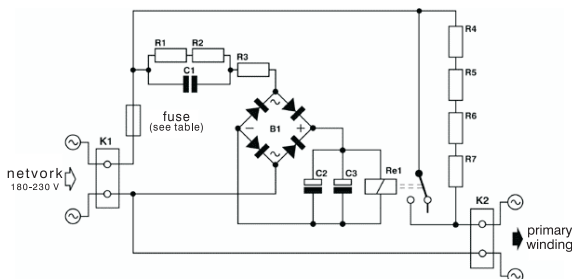 R1
R2
C1
R3
R4
R5
R6
R7
fuse
(see table)
B1
−
+
K1
netvork
180-230 V
C2
C3
Re1
K2
primary
winding